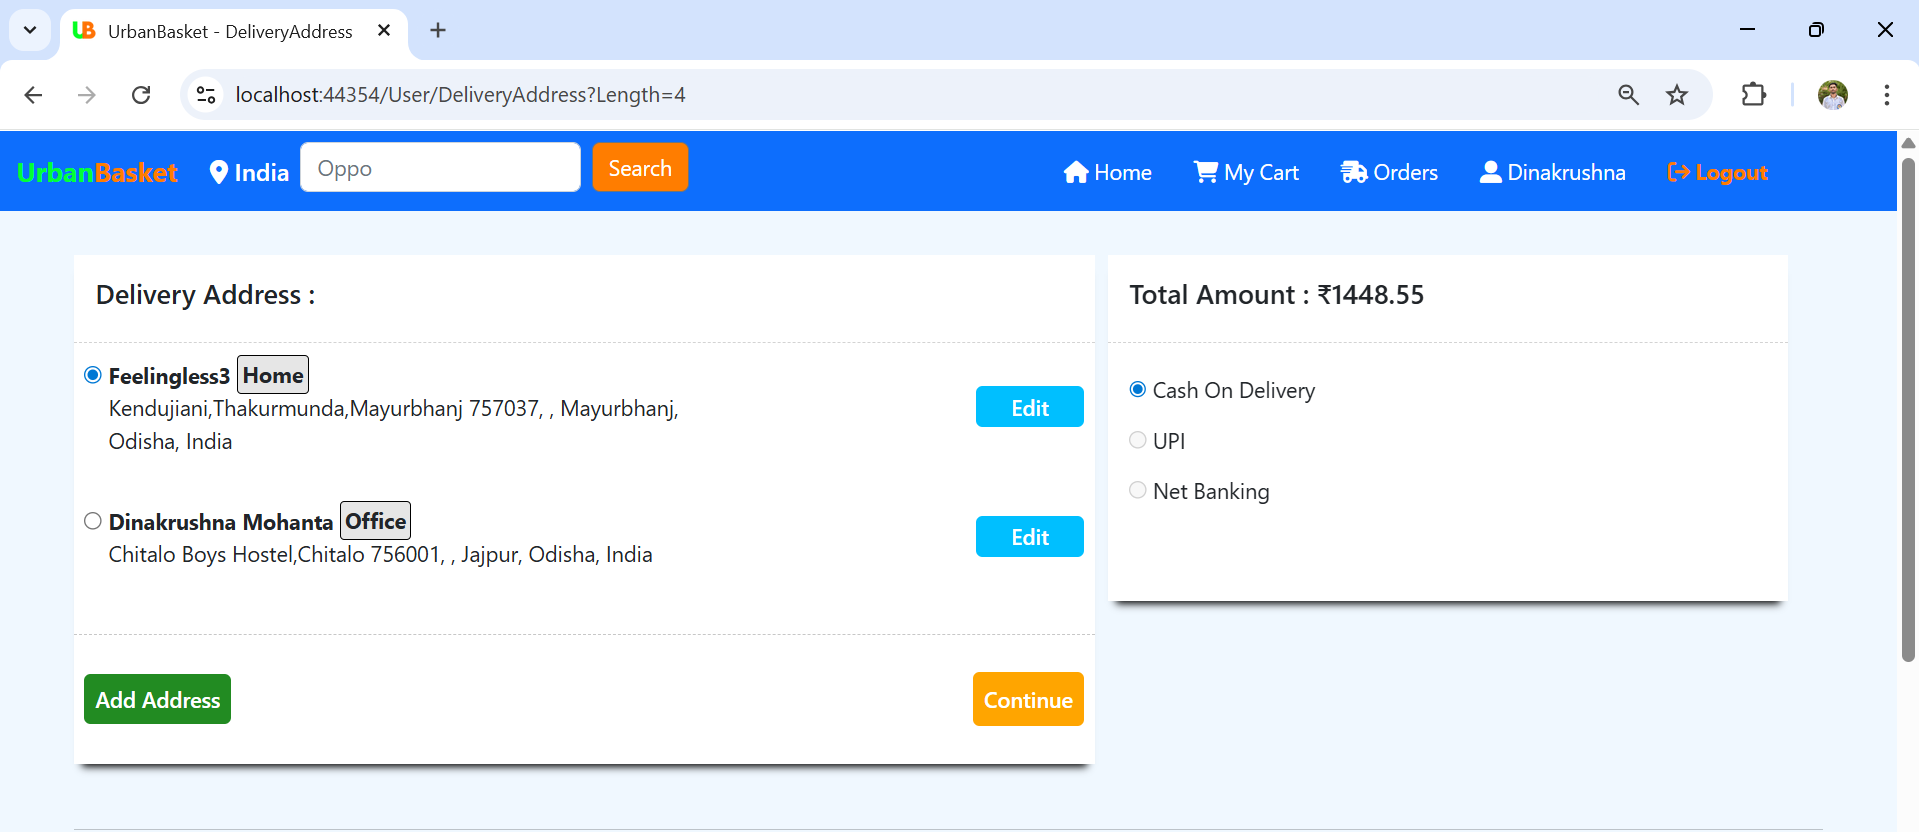 UrbanBasket - DeliveryAddress
localhost:44354/User/DeliveryAddress?Length=4
UrbanBasket India Oppo Search Home My Cart Orders Dinakrushna Logout
Delivery Address :
Feelingless3 Home
Kendujiani,Thakurmunda,Mayurbhanj 757037, , Mayurbhanj,
Odisha, India
Edit
Dinakrushna Mohanta Office
Chitalo Boys Hostel,Chitalo 756001, , Jajpur, Odisha, India
Edit
Add Address
Continue
Total Amount : ₹1448.55
Cash On Delivery
UPI
Net Banking